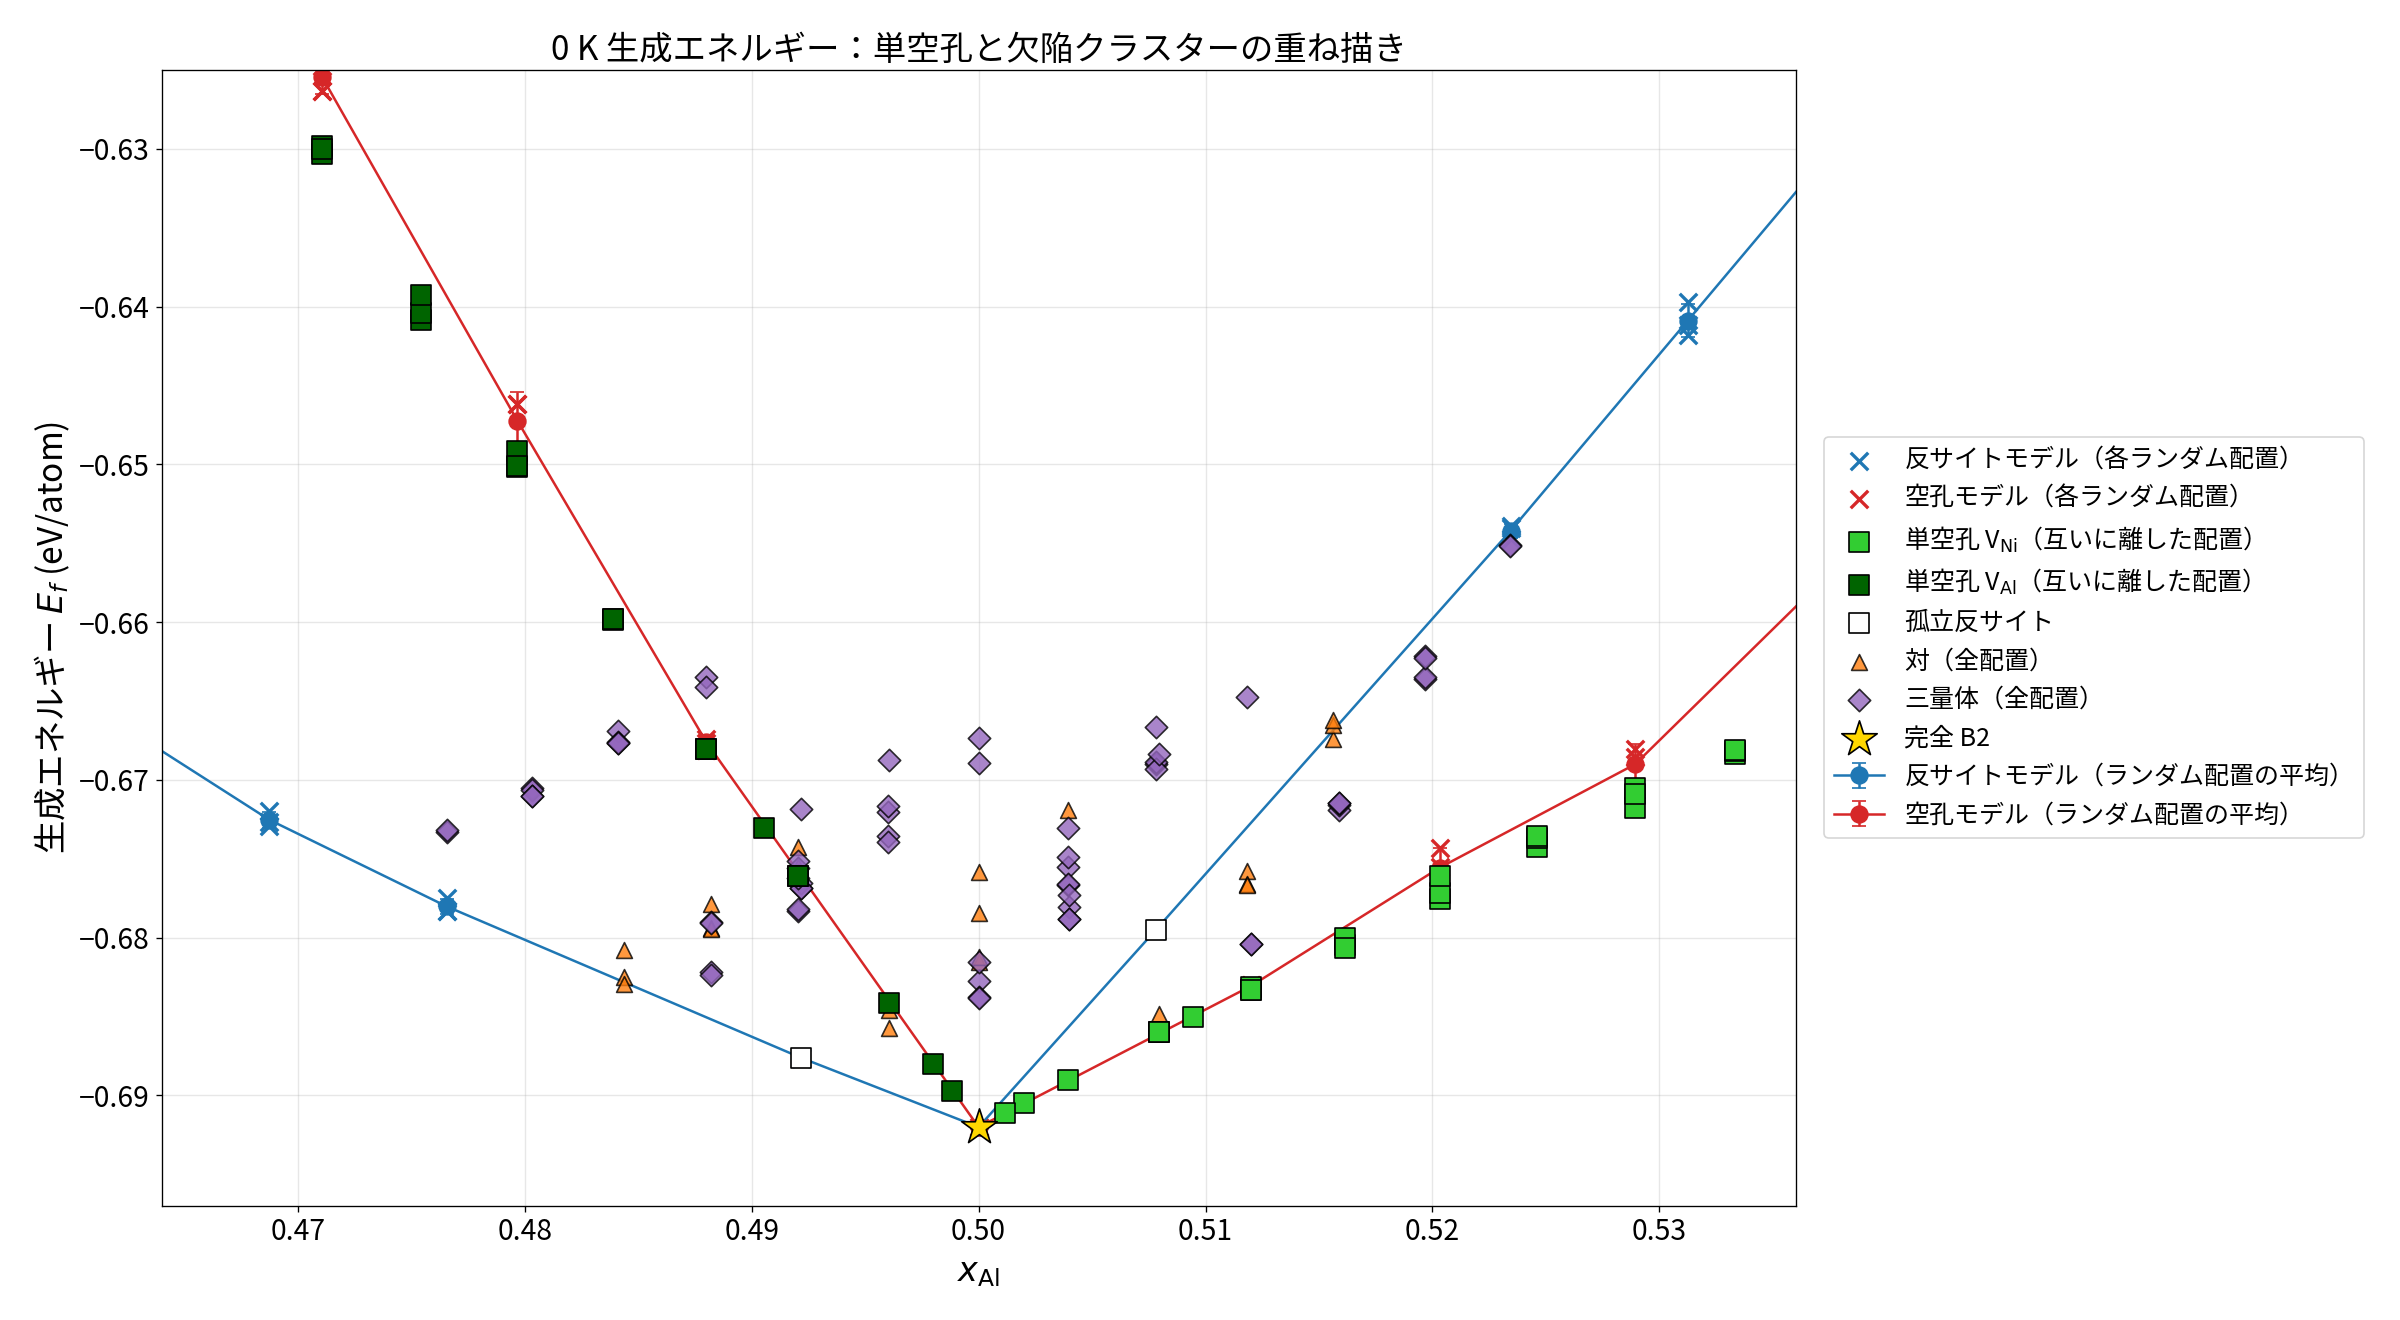 0 K 生成エネルギー：単空孔と欠陥クラスターの重ね描き
−0.63
−0.64
−0.65
−0.66
−0.67
−0.68
−0.69
生成エネルギー E_f (eV/atom)
0.47
0.48
0.49
0.50
0.51
0.52
0.53
x_Al
反サイトモデル（各ランダム配置）
空孔モデル（各ランダム配置）
単空孔 V_Ni（互いに離した配置）
単空孔 V_Al（互いに離した配置）
孤立反サイト
対（全配置）
三量体（全配置）
完全 B2
反サイトモデル（ランダム配置の平均）
空孔モデル（ランダム配置の平均）